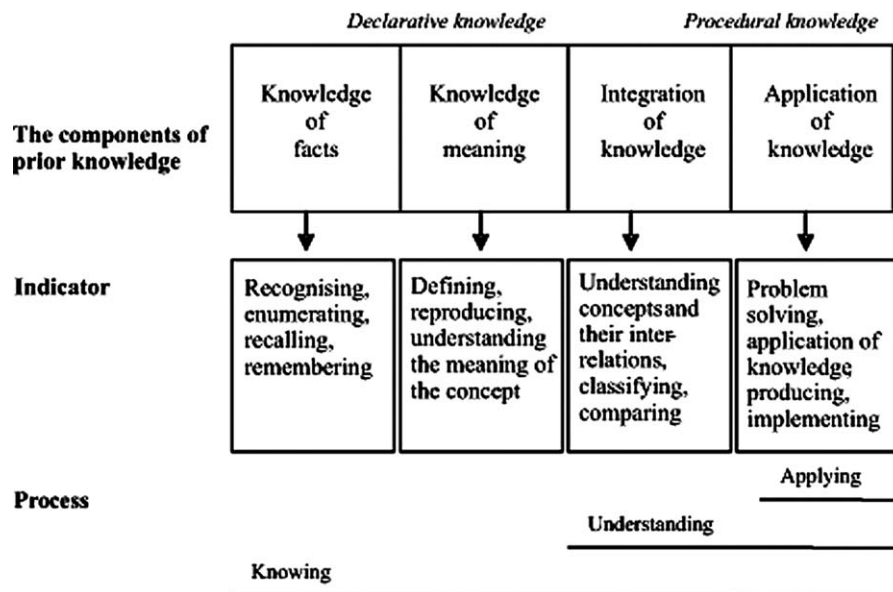 Declarative knowledge
Procedural knowledge
The components of
prior knowledge
Knowledge
of
facts
Knowledge
of
meaning
Integration
of
knowledge
Application
of
knowledge
Indicator
Recognising,
enumerating,
recalling,
remembering
Defining,
reproducing,
understanding
the meaning of
the concept
Understanding
concepts and
their inter-
relations,
classifying,
comparing
Problem
solving,
application of
knowledge,
producing,
implementing
Process
Applying
Understanding
Knowing